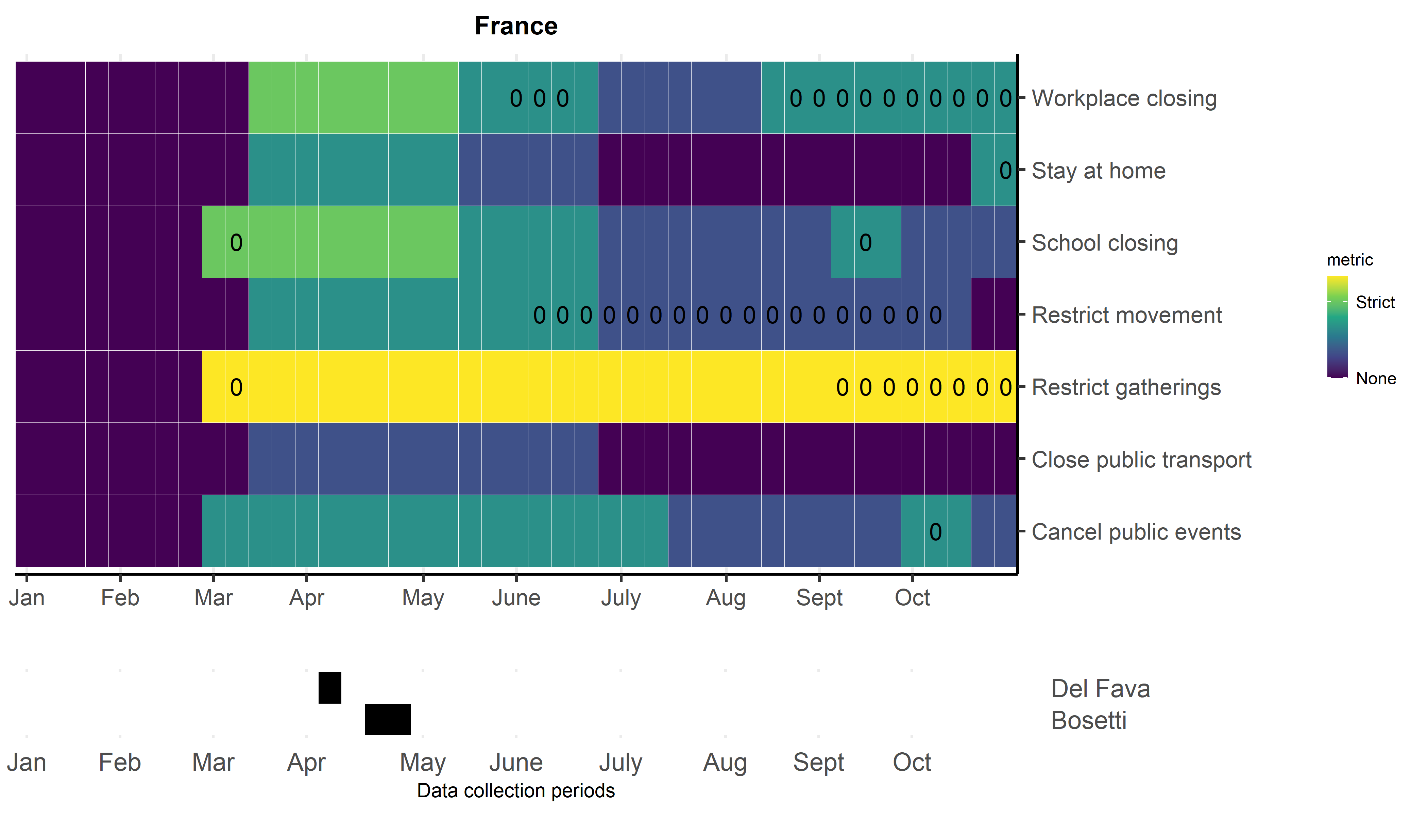 France
0 0 0 0 0 0 0 0 0 0 0 0 0 Workplace closing
0 Stay at home
0 0 School closing
0 0 0 0 0 0 0 0 0 0 0 0 0 0 0 0 0 0 Restrict movement
0 0 0 0 0 0 0 0 0 Restrict gatherings
Close public transport
0 Cancel public events
Jan Feb Mar Apr May June July Aug Sept Oct
metric
Strict
None
Del Fava
Bosetti
Jan Feb Mar Apr May June July Aug Sept Oct
Data collection periods